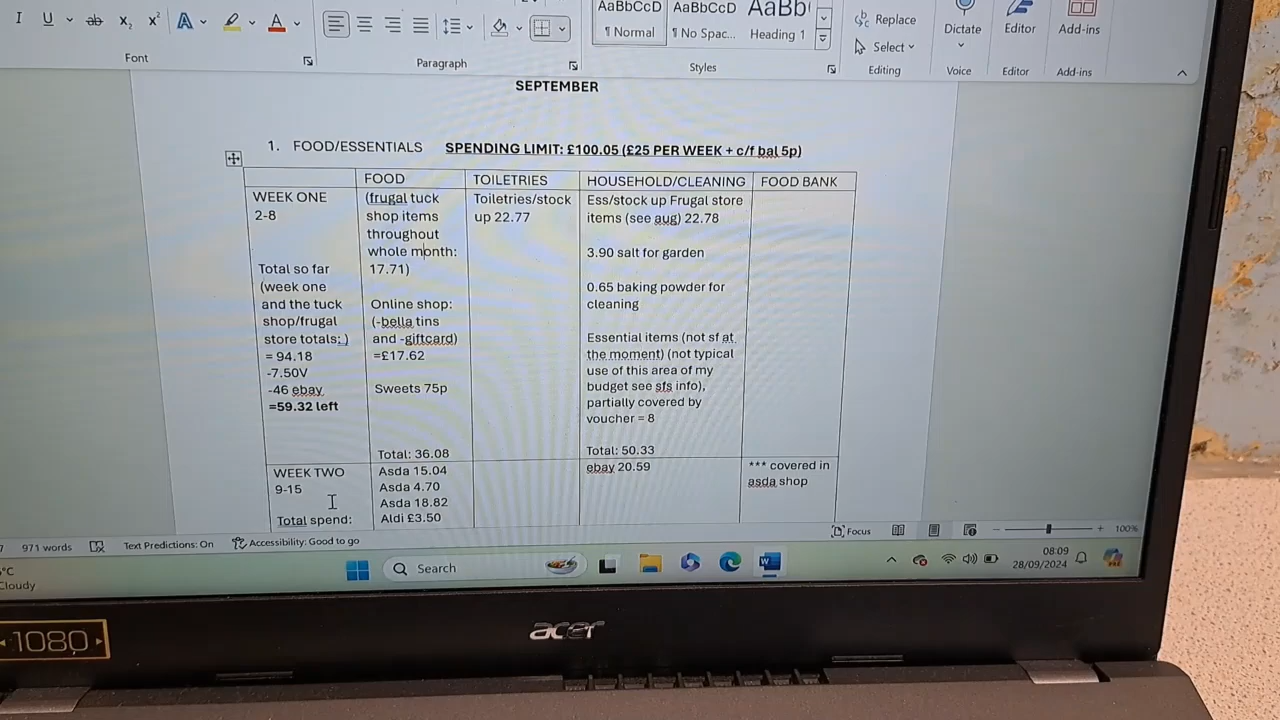 I U ab x₂ x² A A
AaBbCcD AaBbCcD AaBb
¶ Normal ¶ No Spac... Heading 1
Replace
Select
Dictate
Editor
Add-ins
Font
Paragraph
Styles
Editing
Voice
Editor
Add-ins
SEPTEMBER
1. FOOD/ESSENTIALS SPENDING LIMIT: £100.05 (£25 PER WEEK + c/f bal 5p)
FOOD TOILETRIES HOUSEHOLD/CLEANING FOOD BANK
WEEK ONE
2-8
Total so far
(week one
and the tuck
shop/frugal
store totals;)
= 94.18
-7.50V
-46 ebay
=59.32 left
(frugal tuck
shop items
throughout
whole month:
17.71)
Online shop:
(-bella tins
and -giftcard)
=£17.62
Sweets 75p
Total: 36.08
Toiletries/stock
up 22.77
Ess/stock up Frugal store
items (see aug) 22.78
3.90 salt for garden
0.65 baking powder for
cleaning
Essential items (not sf at
the moment) (not typical
use of this area of my
budget see sfs info),
partially covered by
voucher = 8
Total: 50.33
WEEK TWO
9-15
Total spend:
Asda 15.04
Asda 4.70
Asda 18.82
Aldi £3.50
ebay 20.59
*** covered in
asda shop
971 words Text Predictions: On Accessibility: Good to go Focus 100%
°C
Cloudy
Search
08:09
28/09/2024
1080
acer